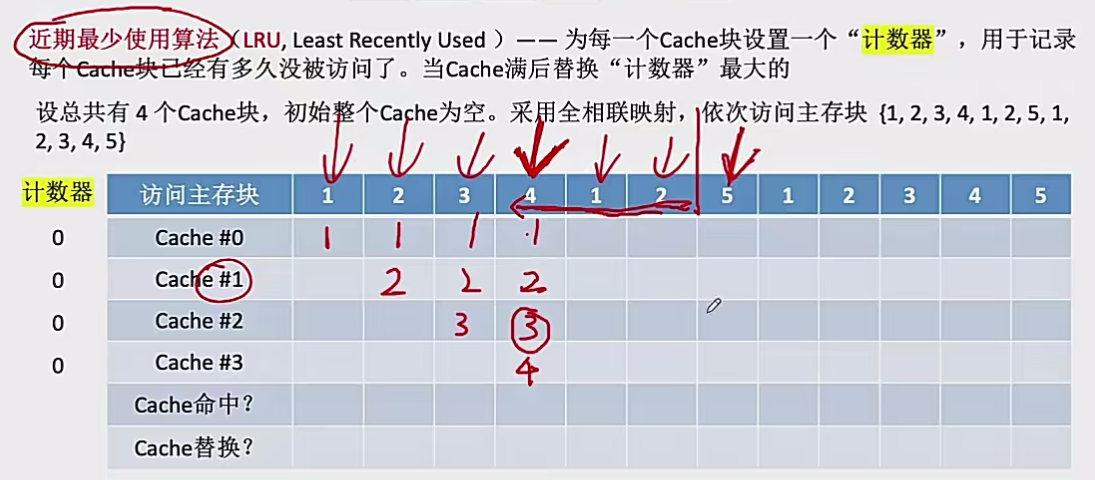 近期最少使用算法（LRU, Least Recently Used ）—— 为每一个Cache块设置一个“计数器”，用于记录
每个Cache块已经有多久没被访问了。当Cache满后替换“计数器”最大的
设总共有 4 个Cache块，初始整个Cache为空。采用全相联映射，依次访问主存块 {1, 2, 3, 4, 1, 2, 5, 1,
2, 3, 4, 5}
计数器 访问主存块 1 2 3 4 1 2 5 1 2 3 4 5
0 Cache #0 1 1 1 1
0 Cache #1 2 2 2
0 Cache #2 3 3
0 Cache #3 4
Cache命中？
Cache替换？